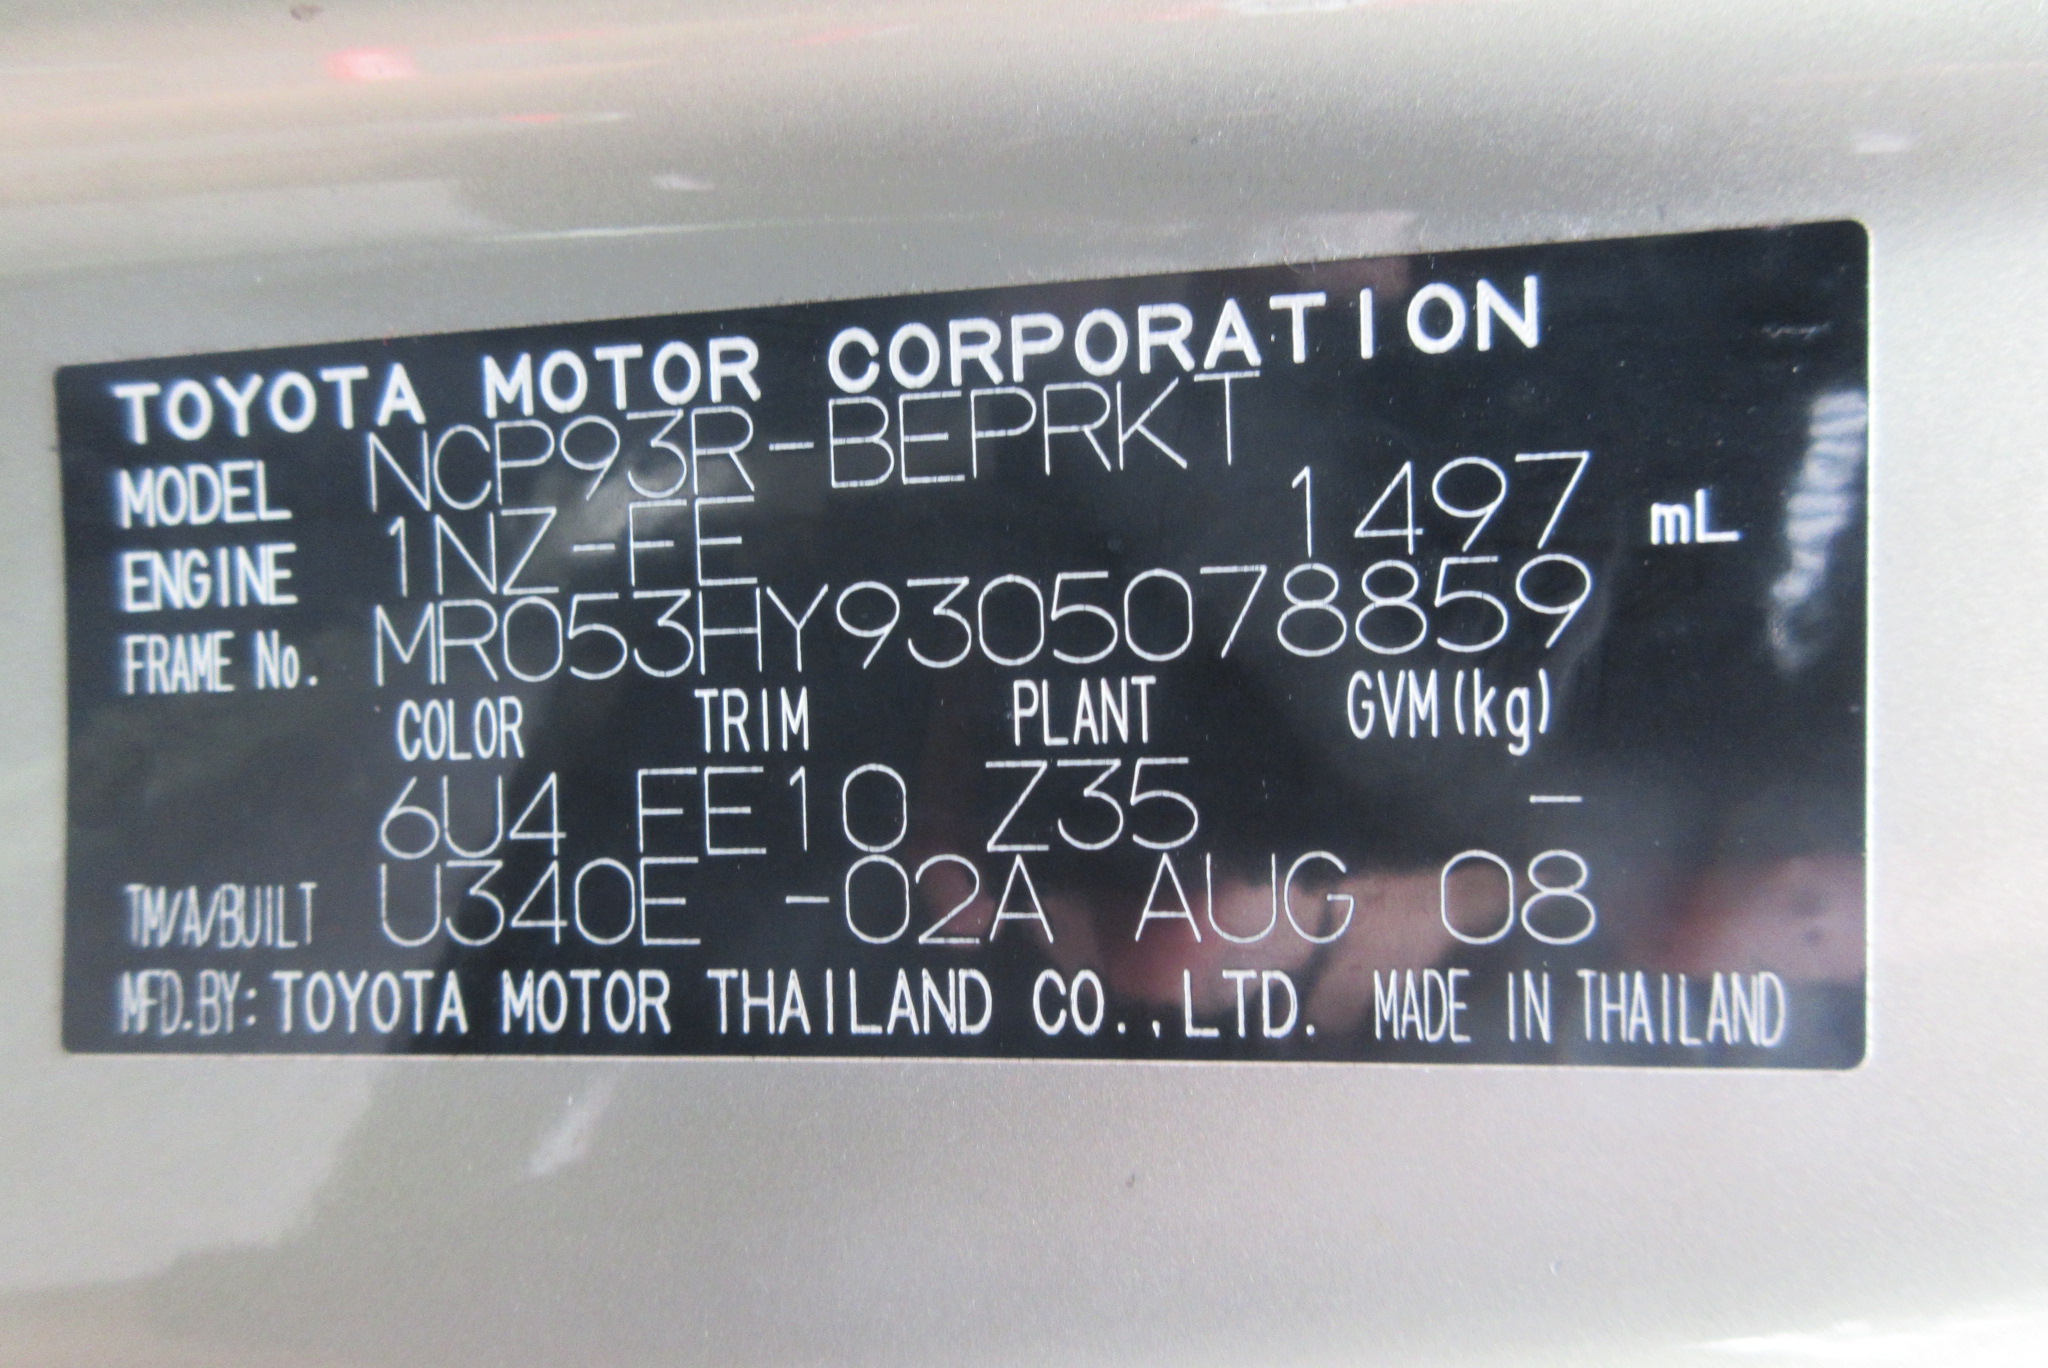 TOYOTA MOTOR CORPORATION
MODEL NCP93R-BEPRKT
ENGINE 1NZ-FE 1497 mL
FRAME No. MR053HY9305078859
COLOR TRIM PLANT GVM(kg)
6U4 FE10 Z35 -
TM/A/BUILT U340E -02A AUG 08
MFD.BY: TOYOTA MOTOR THAILAND CO.,LTD. MADE IN THAILAND